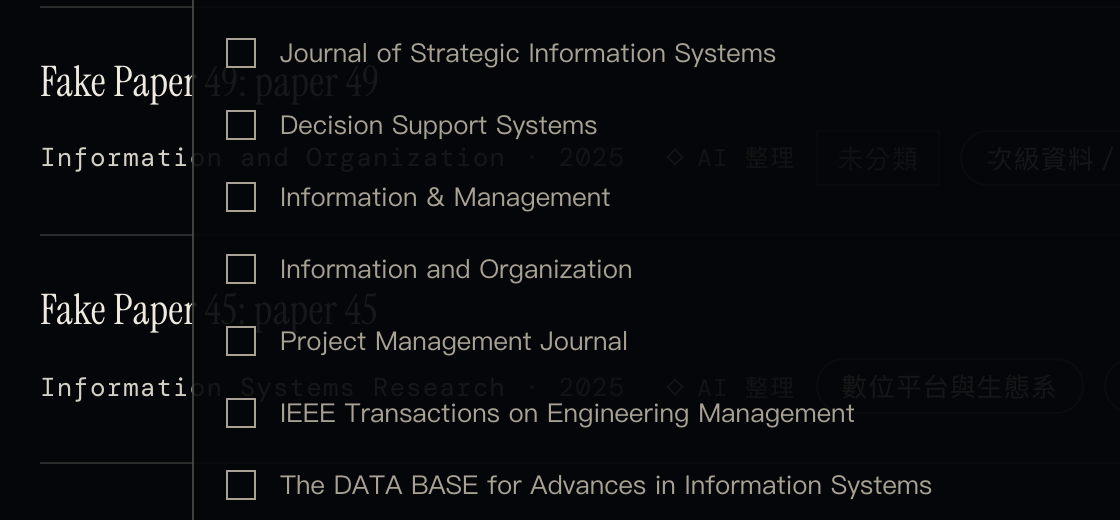 Journal of Strategic Information Systems
Fake Paper 49: paper 49
Decision Support Systems
Information and Organization · 2025 ◇ AI 整理 未分類 次級資料 /
Information & Management
Information and Organization
Fake Paper 45: paper 45
Project Management Journal
Information Systems Research · 2025 ◇ AI 整理 數位平台與生態系
IEEE Transactions on Engineering Management
The DATA BASE for Advances in Information Systems